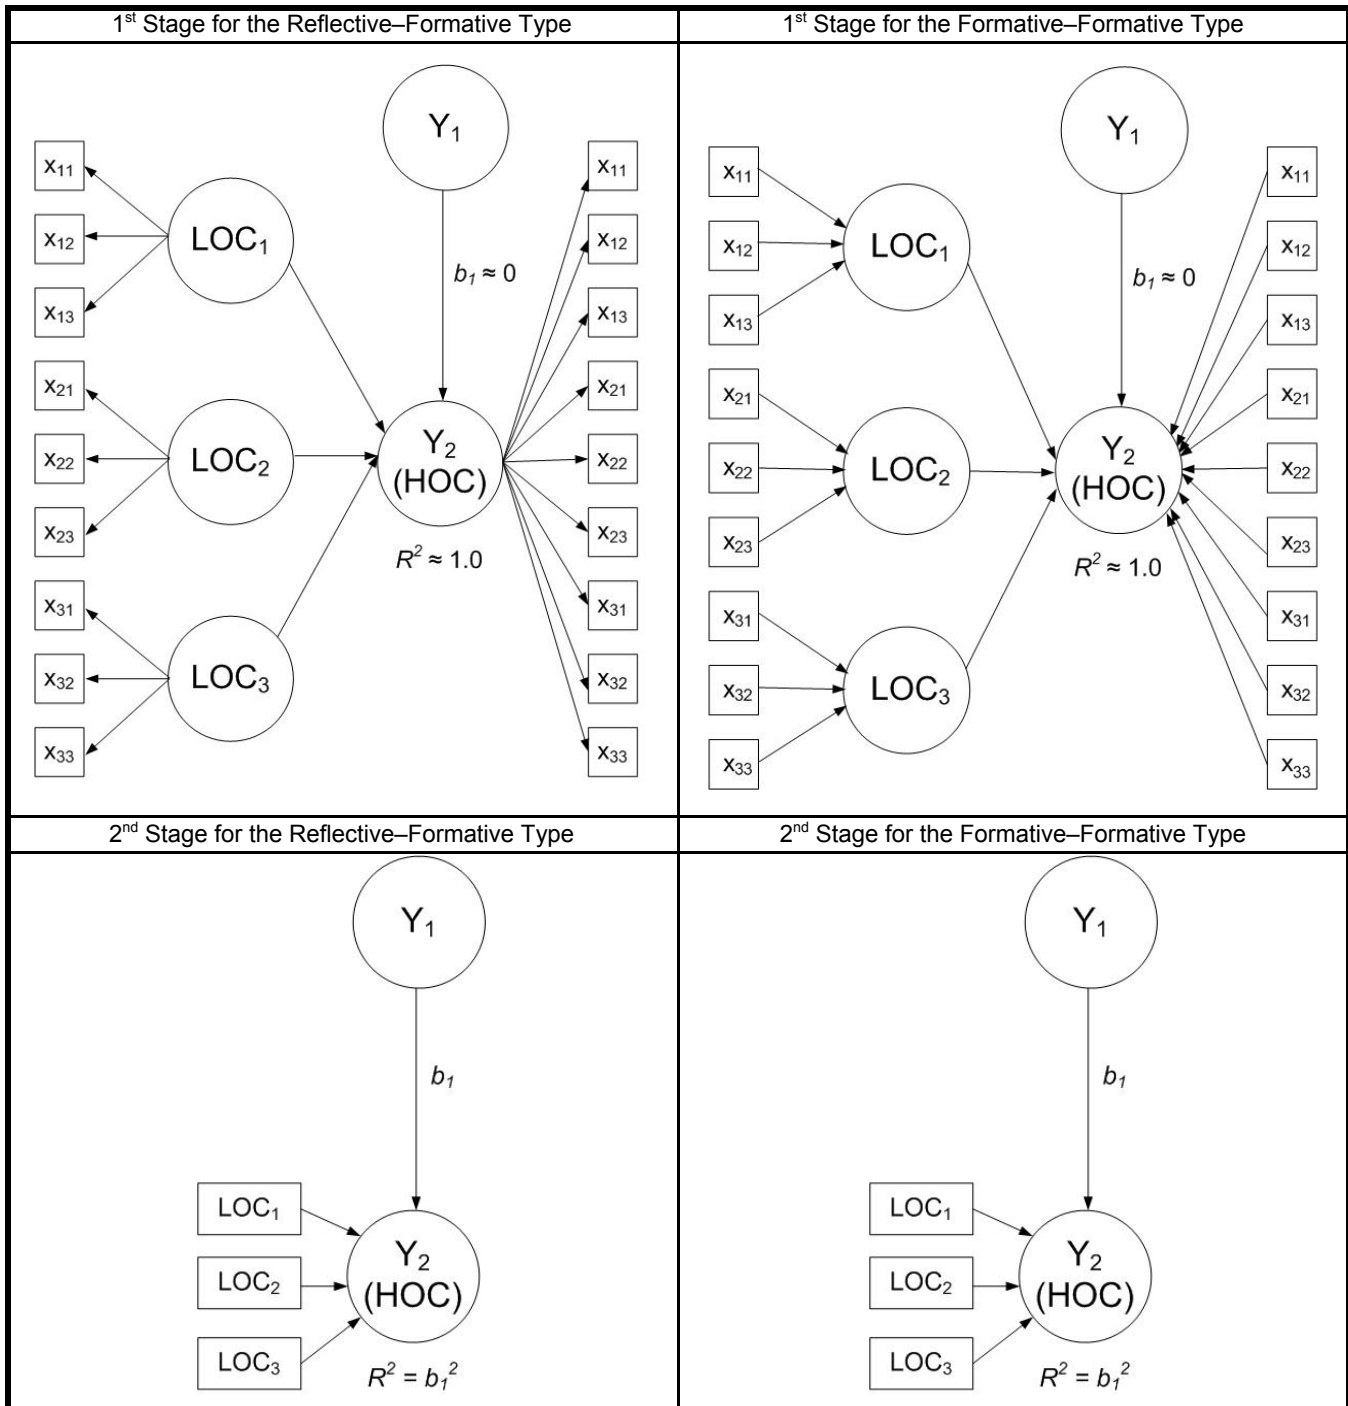 1st Stage for the Reflective–Formative Type
Y1
x11
x12
x13
x21
x22
x23
x31
x32
x33
LOC1
LOC2
LOC3
b1 ≈ 0
Y2
(HOC)
R2 ≈ 1.0
x11
x12
x13
x21
x22
x23
x31
x32
x33
1st Stage for the Formative–Formative Type
Y1
x11
x12
x13
x21
x22
x23
x31
x32
x33
LOC1
LOC2
LOC3
b1 ≈ 0
Y2
(HOC)
R2 ≈ 1.0
x11
x12
x13
x21
x22
x23
x31
x32
x33
2nd Stage for the Reflective–Formative Type
Y1
b1
LOC1
LOC2
LOC3
Y2
(HOC)
R2 = b12
2nd Stage for the Formative–Formative Type
Y1
b1
LOC1
LOC2
LOC3
Y2
(HOC)
R2 = b12